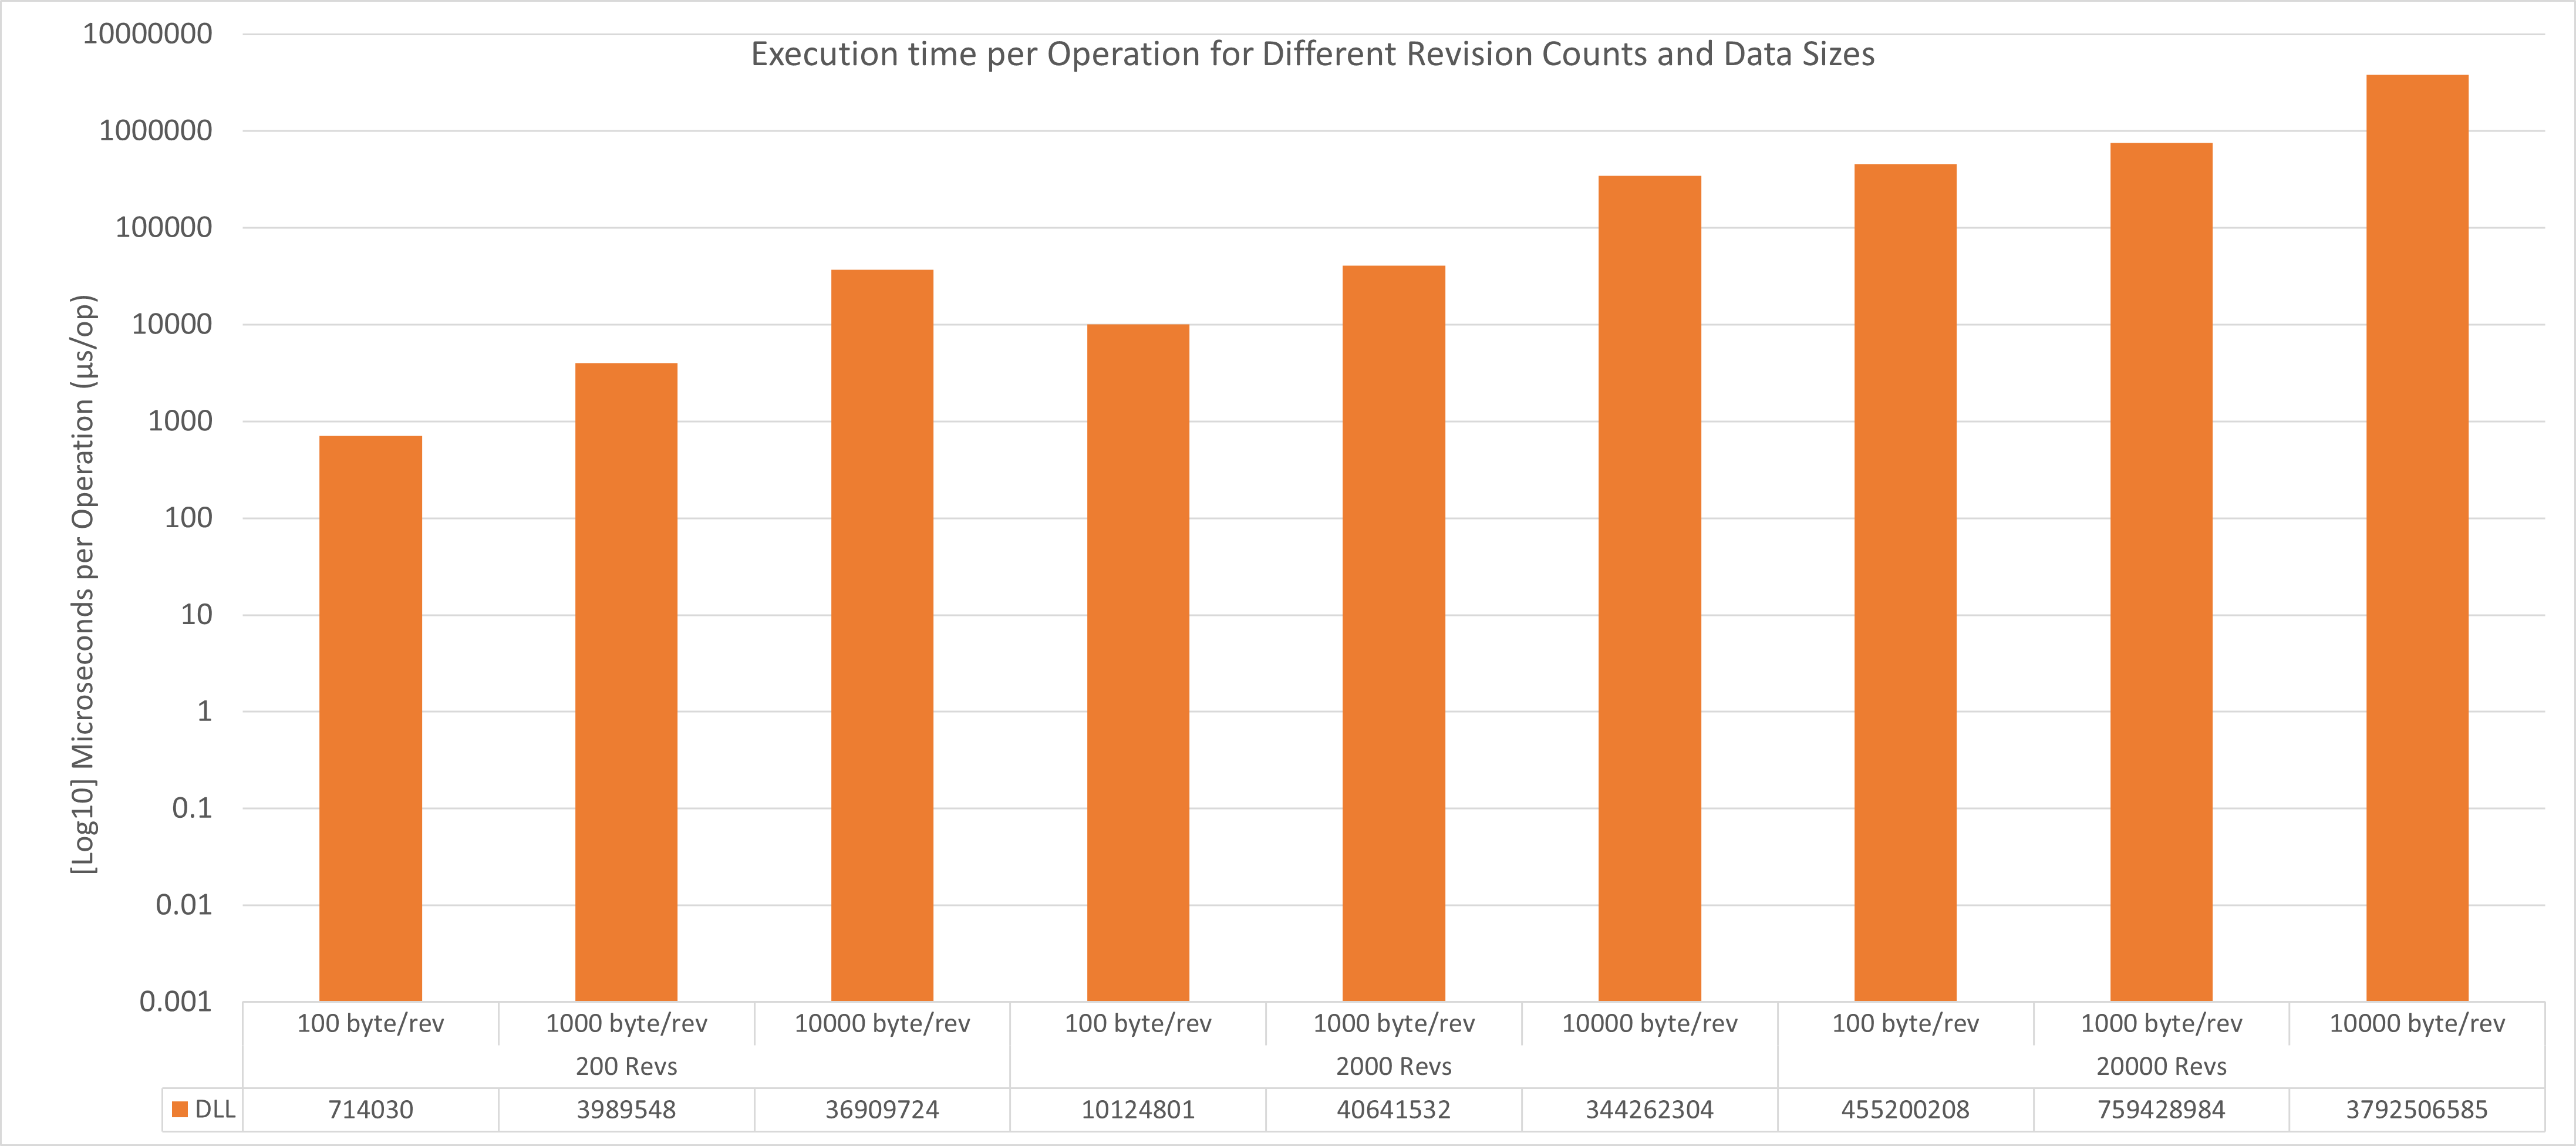 Execution time per Operation for Different Revision Counts and Data Sizes
[Log10] Microseconds per Operation (µs/op)
10000000
1000000
100000
10000
1000
100
10
1
0.1
0.01
0.001
100 byte/rev 1000 byte/rev 10000 byte/rev 100 byte/rev 1000 byte/rev 10000 byte/rev 100 byte/rev 1000 byte/rev 10000 byte/rev
200 Revs 2000 Revs 20000 Revs
DLL 714030 3989548 36909724 10124801 40641532 344262304 455200208 759428984 3792506585